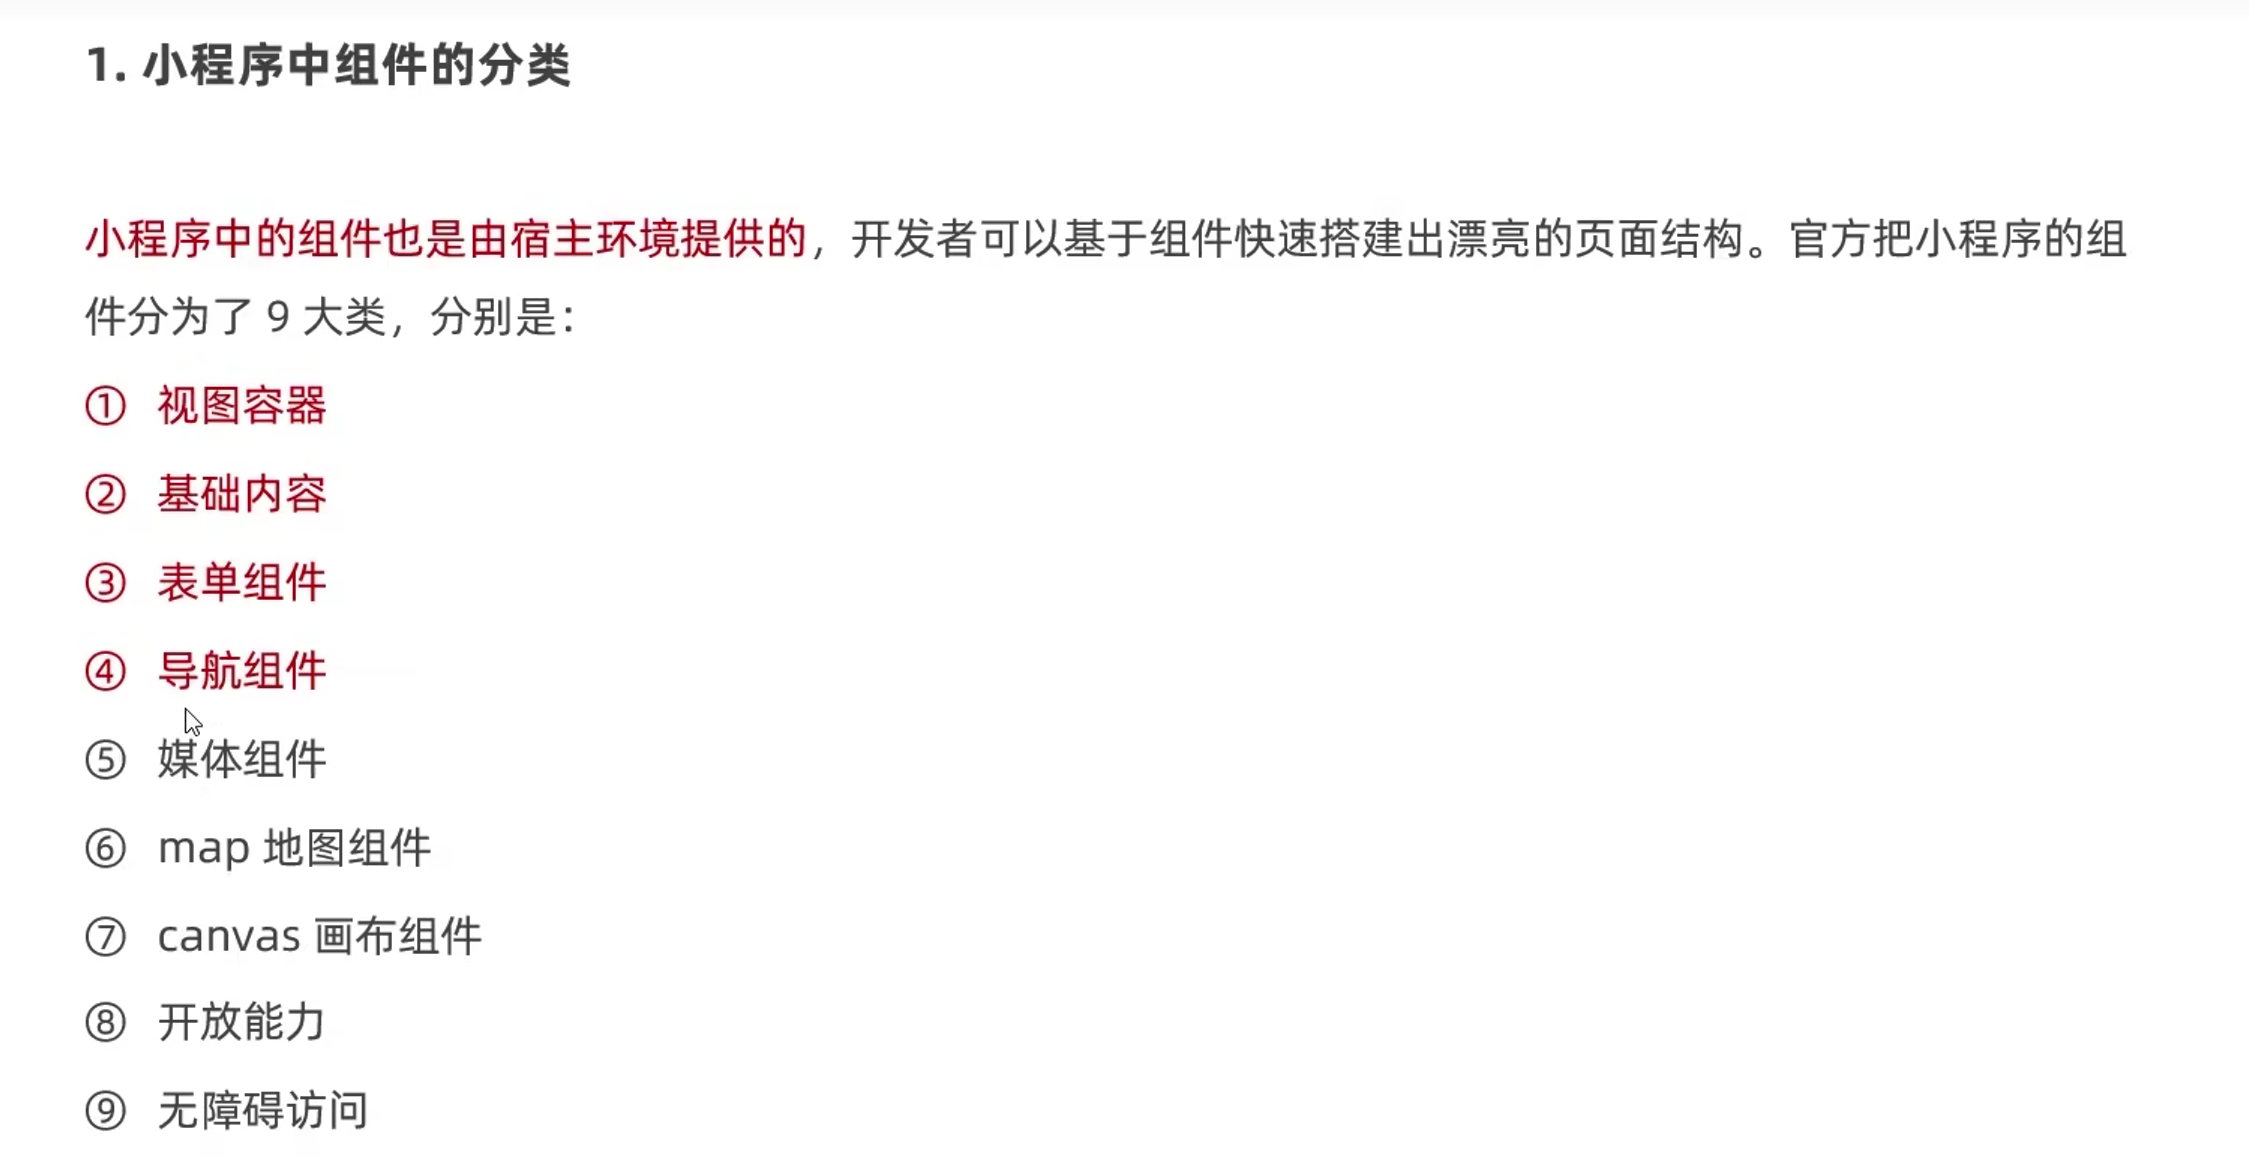 1. 小程序中组件的分类
小程序中的组件也是由宿主环境提供的，开发者可以基于组件快速搭建出漂亮的页面结构。官方把小程序的组
件分为了 9 大类，分别是：
① 视图容器
② 基础内容
③ 表单组件
④ 导航组件
⑤ 媒体组件
⑥ map 地图组件
⑦ canvas 画布组件
⑧ 开放能力
⑨ 无障碍访问